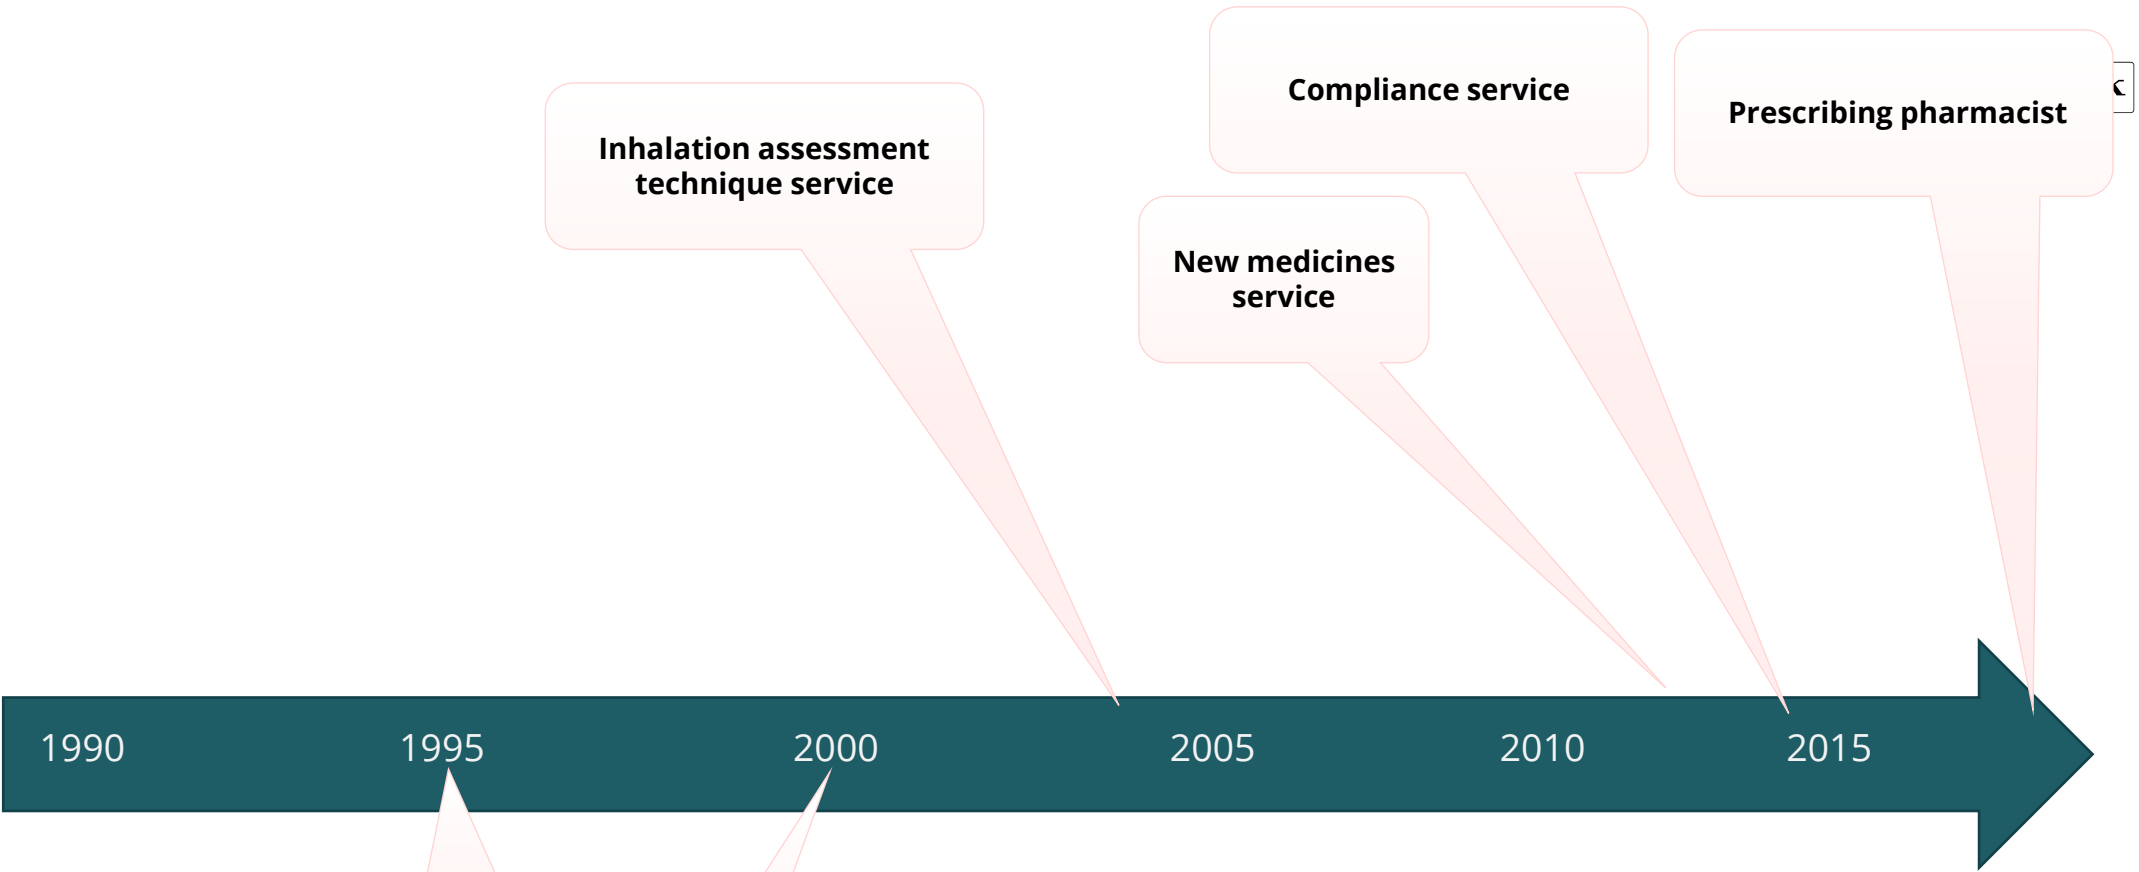 Compliance service
Prescribing pharmacist
Inhalation assessment
technique service
New medicines
service
1990 1995 2000 2005 2010 2015